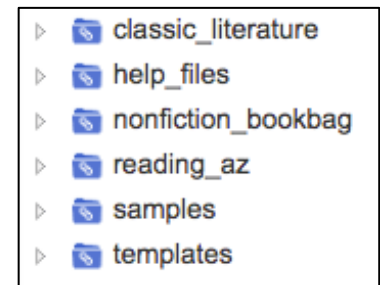 classic_literature
help_files
nonfiction_bookbag
reading_az
samples
templates